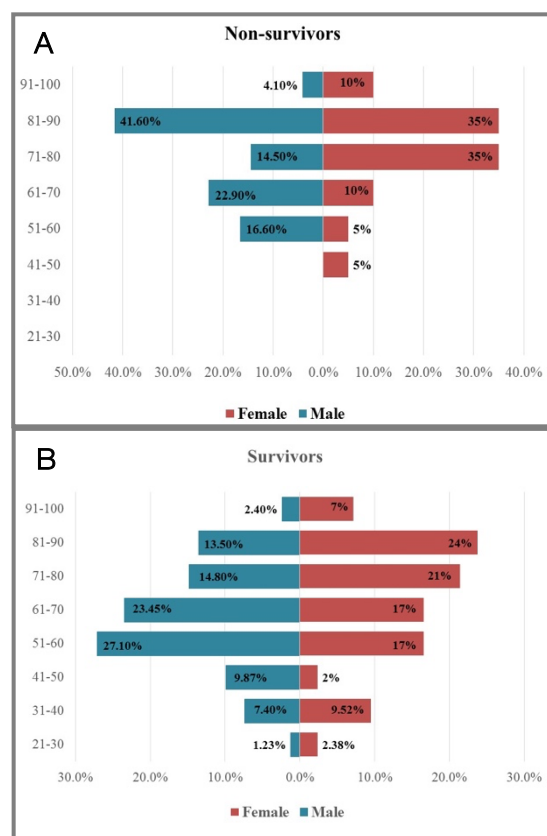 A
Non-survivors
91-100 4.10% 10%
81-90 41.60% 35%
71-80 14.50% 35%
61-70 22.90% 10%
51-60 16.60% 5%
41-50 5%
31-40
21-30
50.0% 40.0% 30.0% 20.0% 10.0% 0.0% 10.0% 20.0% 30.0% 40.0%
Female Male
B
Survivors
91-100 2.40% 7%
81-90 13.50% 24%
71-80 14.80% 21%
61-70 23.45% 17%
51-60 27.10% 17%
41-50 9.87% 2%
31-40 7.40% 9.52%
21-30 1.23% 2.38%
30.0% 20.0% 10.0% 0.0% 10.0% 20.0% 30.0%
Female Male